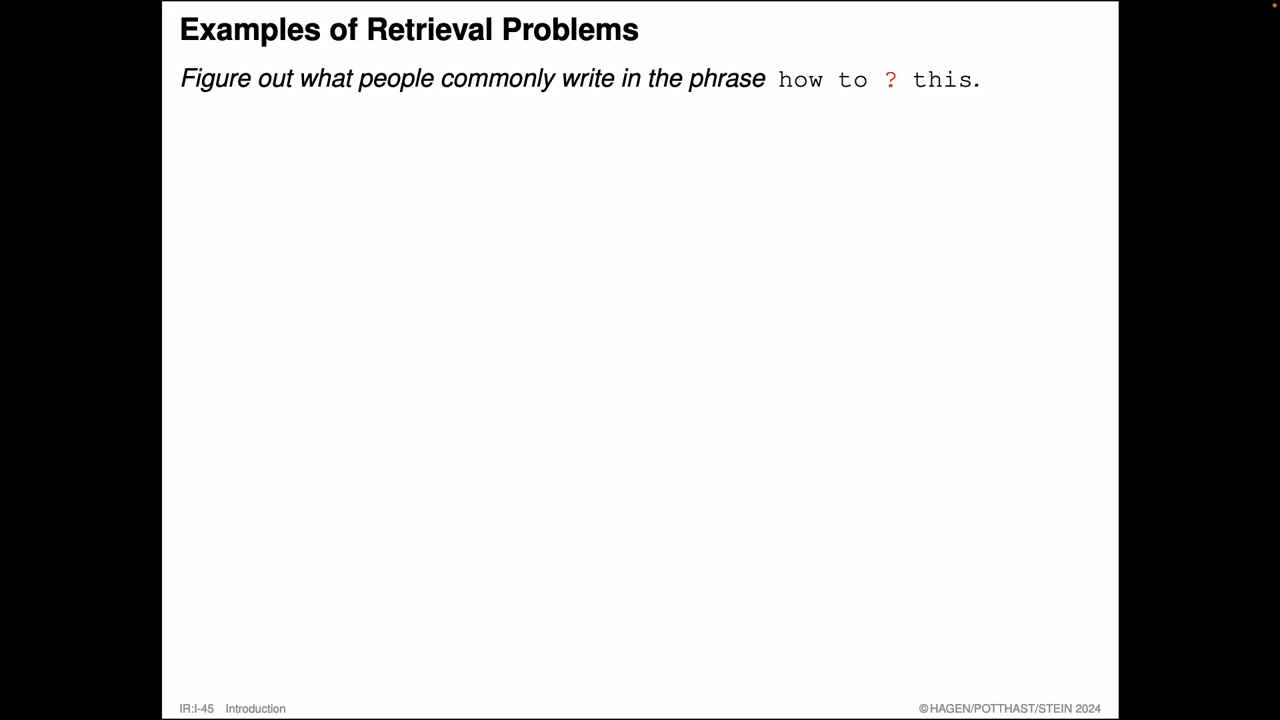 Examples of Retrieval Problems
Figure out what people commonly write in the phrase how to ? this.
IR:I-45 Introduction
©HAGEN/POTTHAST/STEIN 2024